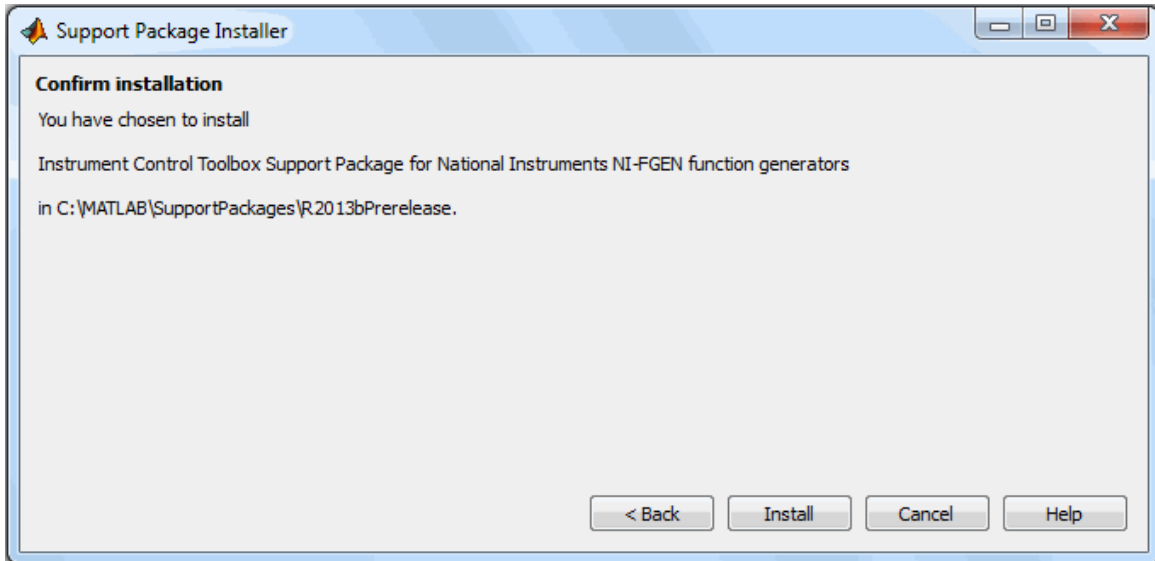 Support Package Installer
Confirm installation
You have chosen to install
Instrument Control Toolbox Support Package for National Instruments NI-FGEN function generators
in C:\MATLAB\SupportPackages\R2013bPrerelease.
< Back Install Cancel Help